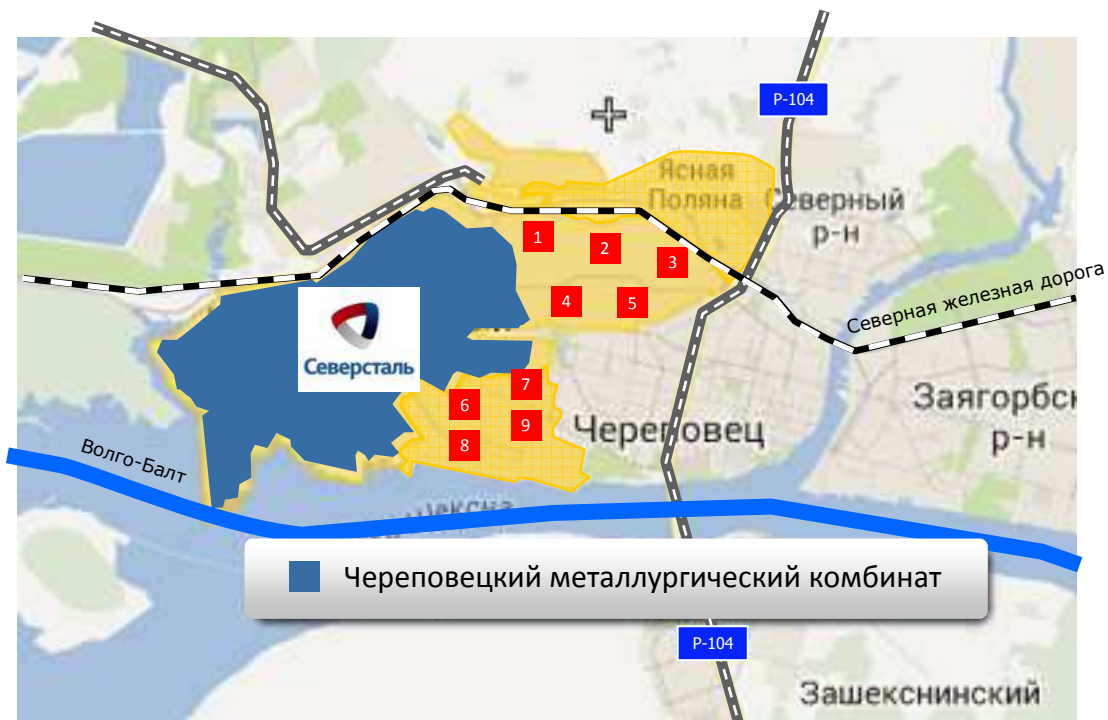 Р-104
Ясная
Поляна
Северный
р-н
1
2
3
4
5
Северная железная дорога
Северсталь
7
6
9
8
Заягорбск
р-н
Череповец
Волго-Балт
Череповецкий металлургический комбинат
Р-104
Зашекснинский